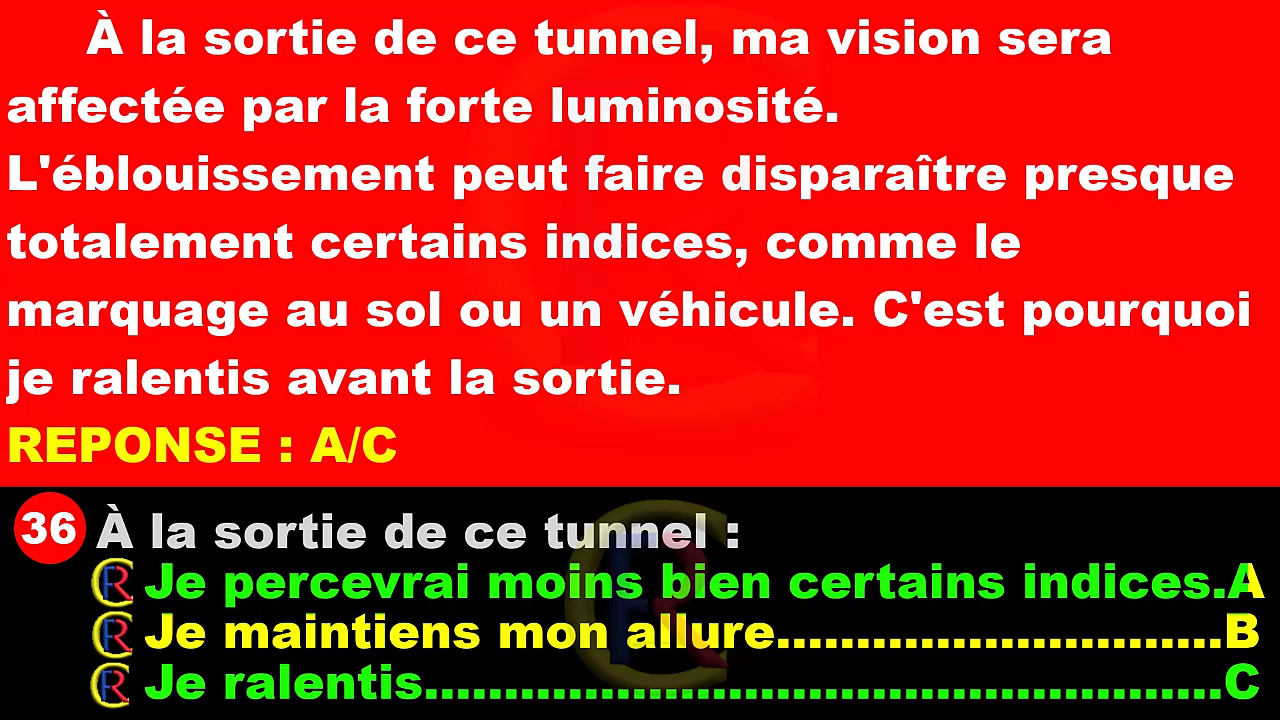 À la sortie de ce tunnel, ma vision sera
affectée par la forte luminosité.
L'éblouissement peut faire disparaître presque
totalement certains indices, comme le
marquage au sol ou un véhicule. C'est pourquoi
je ralentis avant la sortie.
REPONSE : A/C
36 À la sortie de ce tunnel :
Je percevrai moins bien certains indices.A
Je maintiens mon allure............................B
Je ralentis..................................................C